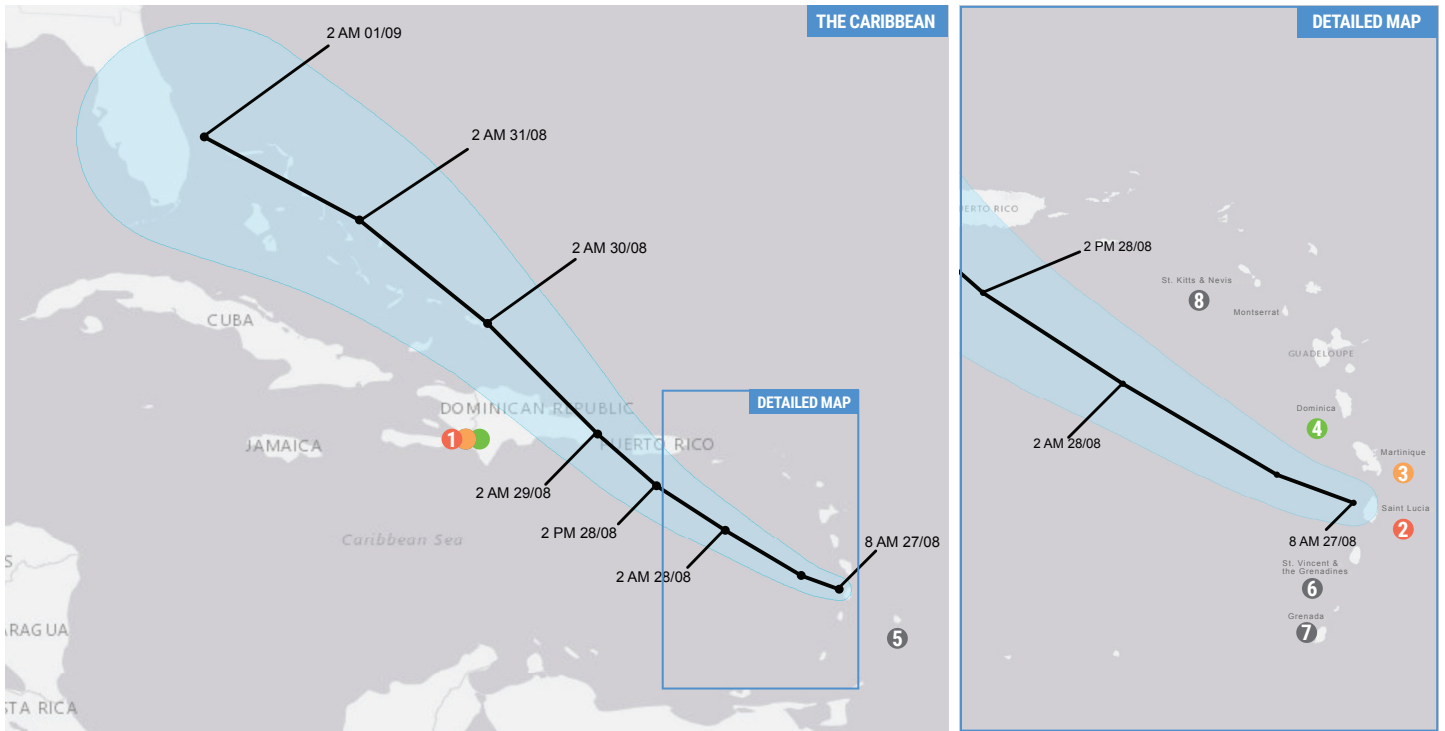 THE CARIBBEAN
2 AM 01/09
2 AM 31/08
2 AM 30/08
CUBA
DETAILED MAP
DOMINICAN REPUBLIC
1
JAMAICA
PUERTO RICO
2 AM 29/08
2 PM 28/08
Caribbean Sea
8 AM 27/08
2 AM 28/08
S
5
RAGUA
STA RICA
DETAILED MAP
ERTO RICO
2 PM 28/08
St. Kitts & Nevis
8
Montserrat
GUADELOUPE
Dominica
4
2 AM 28/08
Martinique
3
Saint Lucia
2
8 AM 27/08
St. Vincent &
the Grenadines
6
Grenada
7